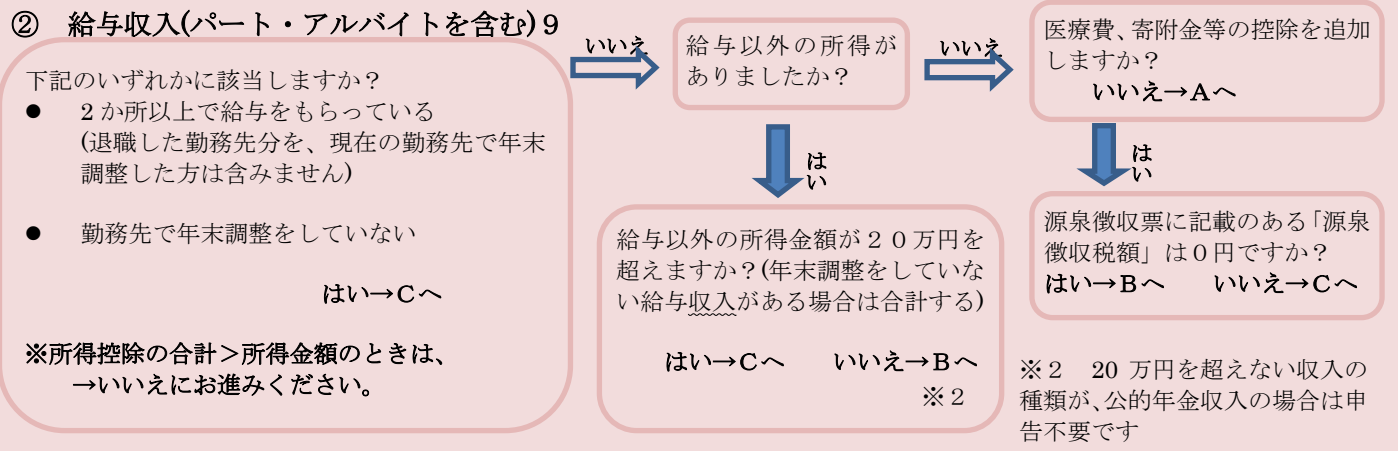 ② 給与収入(パート・アルバイトを含む)９
下記のいずれかに該当しますか？
● 2か所以上で給与をもらっている
(退職した勤務先分を、現在の勤務先で年末
調整した方は含みません)
● 勤務先で年末調整をしていない
はい→Cへ
※所得控除の合計＞所得金額のときは、
→いいえにお進みください。
いいえ
給与以外の所得が
ありましたか？
はい
給与以外の所得金額が２０万円を
超えますか？(年末調整をしていな
い給与収入がある場合は合計する)
はい→Cへ いいえ→Bへ
※２
いいえ
医療費、寄附金等の控除を追加
しますか？
いいえ→Aへ
はい
源泉徴収票に記載のある「源泉
徴収税額」は０円ですか？
はい→Bへ いいえ→Cへ
※２ 20 万円を超えない収入の
種類が、公的年金収入の場合は申
告不要です